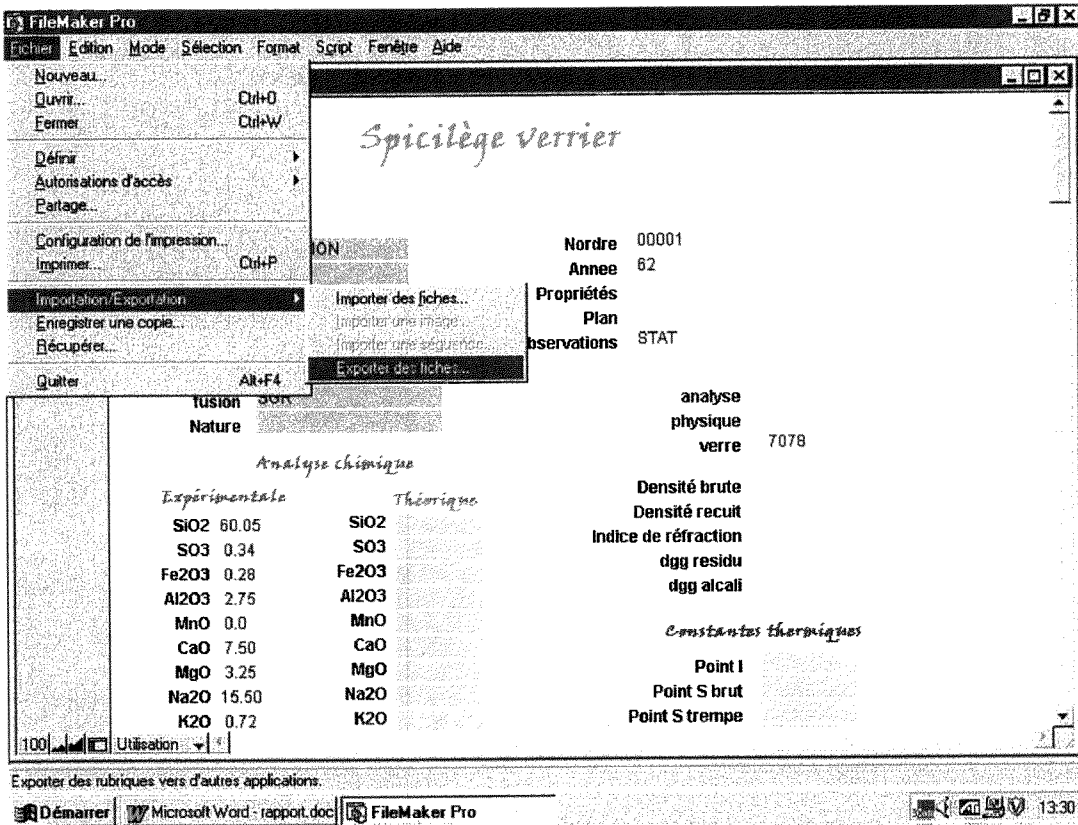 FileMaker Pro
Fichier Edition Mode Sélection Format Script Fenêtre Aide
Nouveau...
Ouvrir... Ctrl+O
Fermer Ctrl+W
Définir
Autorisations d'accès
Partage...
Configuration de l'impression...
Imprimer... Ctrl+P
Importation/Exportation
Enregistrer une copie...
Récupérer...
Quitter Alt+F4
Importer des fiches...
Importer une image...
Importer une séquence...
Exporter des fiches...
Spicilège verrier
ION
Nordre 00001
Annee 62
Propriétés
Plan
bservations STAT
fusion SGR
Nature
analyse
physique
verre 7078
Analyse chimique
Expérimentale Théorique
SiO2 60.05 SiO2
SO3 0.34 SO3
Fe2O3 0.28 Fe2O3
Al2O3 2.75 Al2O3
MnO 0.0 MnO
CaO 7.50 CaO
MgO 3.25 MgO
Na2O 15.50 Na2O
K2O 0.72 K2O
Densité brute
Densité recuit
Indice de réfraction
dgg residu
dgg alcali
Constantes thermiques
Point I
Point S brut
Point S trempe
100 Utilisation
Exporter des rubriques vers d'autres applications.
Démarrer Microsoft Word - rapport.doc FileMaker Pro 13:30